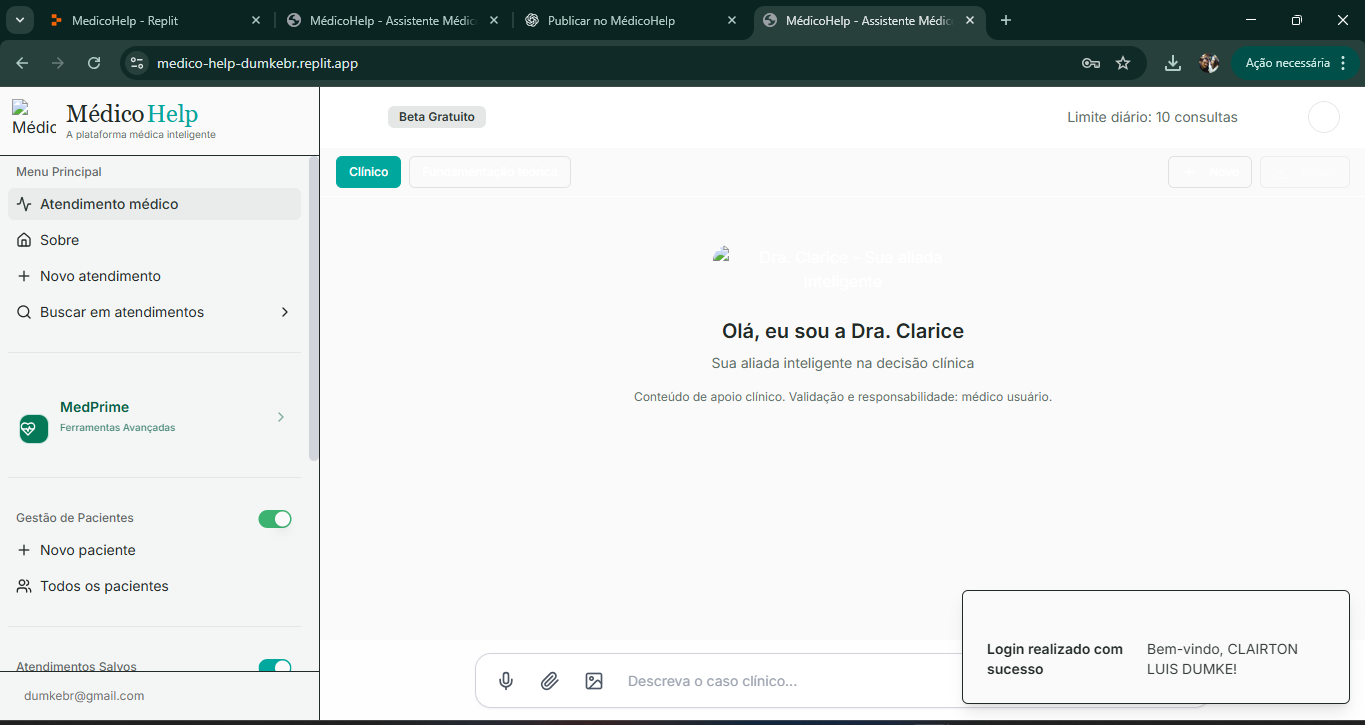 MedicoHelp - Replit
MédicoHelp - Assistente Médic
Publicar no MédicoHelp
MédicoHelp - Assistente Médic
medico-help-dumkebr.replit.app
Ação necessária
Médic
MédicoHelp
A plataforma médica inteligente
Beta Gratuito
Limite diário: 10 consultas
Menu Principal
Clínico
Fundamentação teórica
+ Novo
Atendimento médico
Sobre
Novo atendimento
Buscar em atendimentos
Dra. Clarice - Sua aliada
Inteligente
Olá, eu sou a Dra. Clarice
Sua aliada inteligente na decisão clínica
Conteúdo de apoio clínico. Validação e responsabilidade: médico usuário.
MedPrime
Ferramentas Avançadas
Gestão de Pacientes
Novo paciente
Todos os pacientes
Atendimentos Salvos
dumkebr@gmail.com
Descreva o caso clínico...
Login realizado com
sucesso
Bem-vindo, CLAIRTON
LUIS DUMKE!